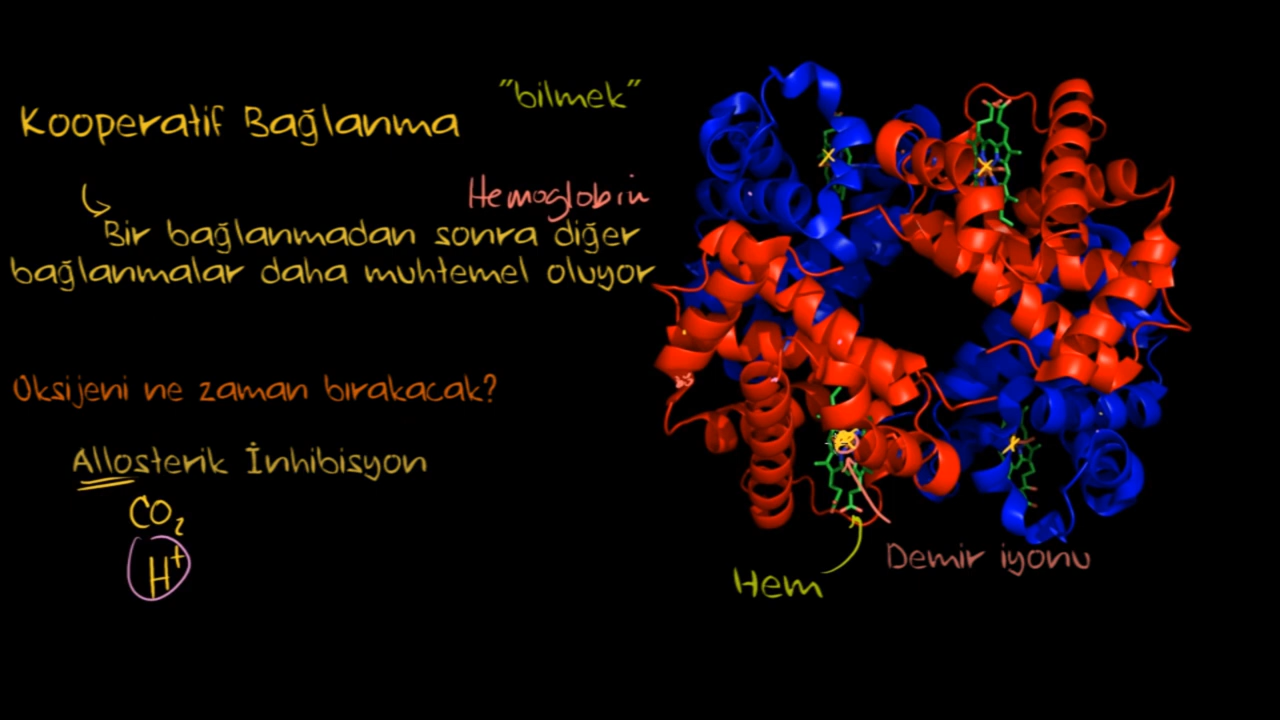 "bilmek"
Kooperatif Bağlanma
Hemoglobin
Bir bağlanmadan sonra diğer
bağlanmalar daha muhtemel oluyor
Oksijeni ne zaman bırakacak?
Allosterik İnhibisyon
CO₂
H⁺
Demir iyonu
Hem